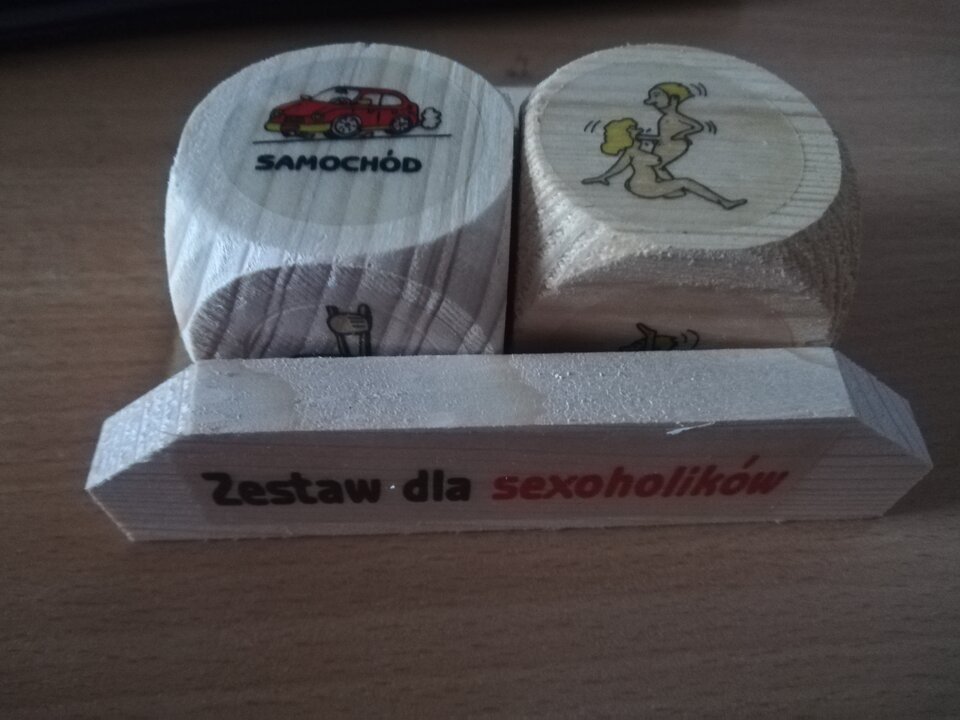 SAMOCHÓD
Zestaw dla sexoholików